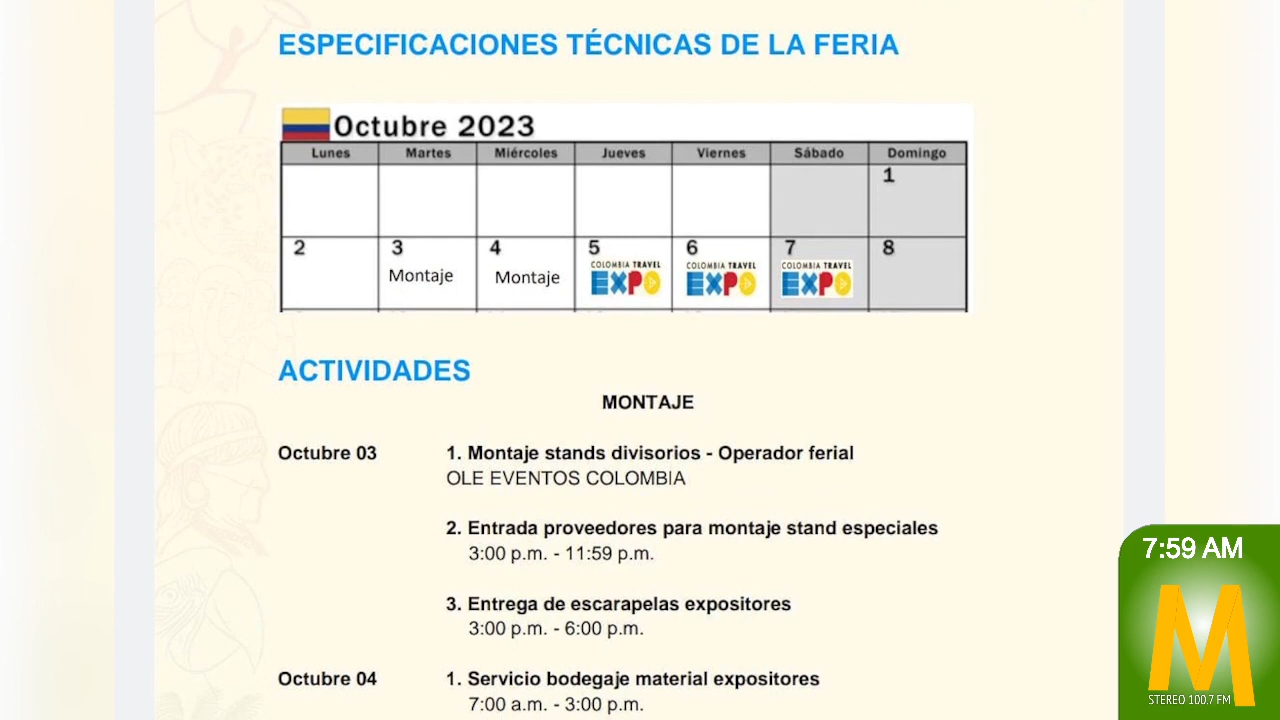 ESPECIFICACIONES TÉCNICAS DE LA FERIA
Octubre 2023
Lunes Martes Miércoles Jueves Viernes Sábado Domingo
1
2 3 4 5 6 7 8
Montaje Montaje COLOMBIA TRAVEL EXPO COLOMBIA TRAVEL EXPO COLOMBIA TRAVEL EXPO
ACTIVIDADES
MONTAJE
Octubre 03 1. Montaje stands divisorios - Operador ferial
OLE EVENTOS COLOMBIA
2. Entrada proveedores para montaje stand especiales
3:00 p.m. - 11:59 p.m.
3. Entrega de escarapelas expositores
3:00 p.m. - 6:00 p.m.
Octubre 04 1. Servicio bodegaje material expositores
7:00 a.m. - 3:00 p.m.
7:59 AM
M
STEREO 100.7 FM